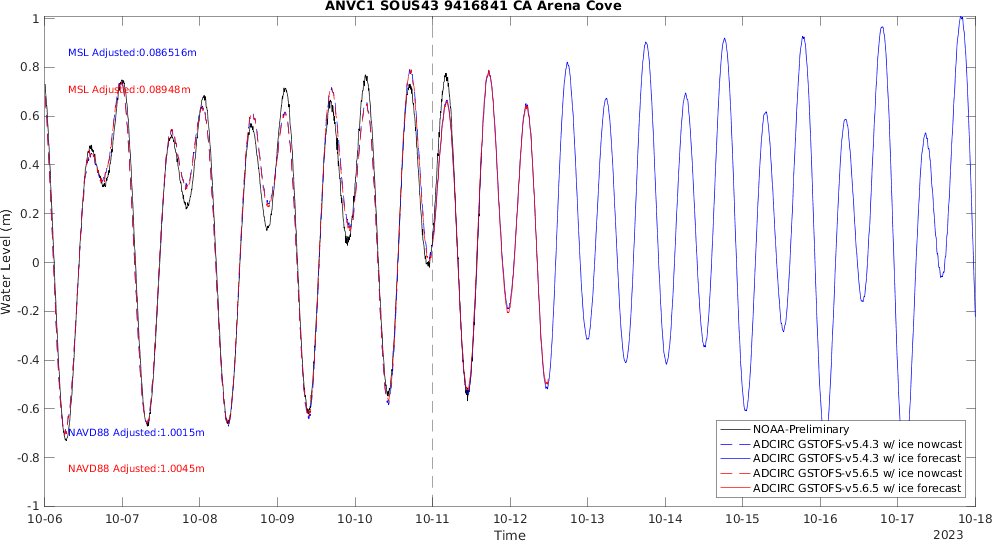 ANVC1 SOUS43 9416841 CA Arena Cove
1
0.8
0.6
0.4
0.2
0
-0.2
-0.4
-0.6
-0.8
-1
Water Level (m)
MSL Adjusted:0.086516m
MSL Adjusted:0.08948m
NAVD88 Adjusted:1.0015m
NAVD88 Adjusted:1.0045m
NOAA-Preliminary
ADCIRC GSTOFS-v5.4.3 w/ ice nowcast
ADCIRC GSTOFS-v5.4.3 w/ ice forecast
ADCIRC GSTOFS-v5.6.5 w/ ice nowcast
ADCIRC GSTOFS-v5.6.5 w/ ice forecast
10-06 10-07 10-08 10-09 10-10 10-11 10-12 10-13 10-14 10-15 10-16 10-17 10-18
Time
2023